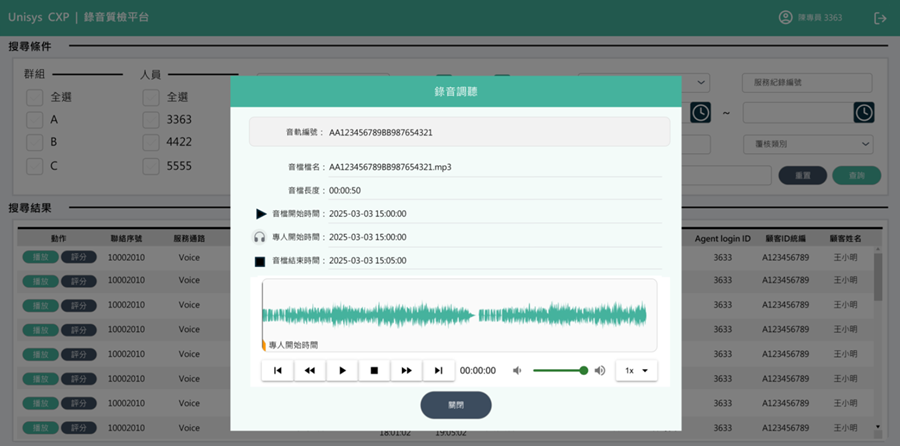 Unisys CXP | 錄音質檢平台
陳專員 3363
搜尋條件
群組
人員
全選
全選
A
3363
服務紀錄編號
B
4422
~
C
5555
覆核類別
重置
查詢
錄音調聽
音軌編號： AA123456789BB987654321
音檔檔名： AA123456789BB987654321.mp3
音檔長度： 00:00:50
音檔開始時間： 2025-03-03 15:00:00
專人開始時間： 2025-03-03 15:00:00
音檔結束時間： 2025-03-03 15:05:00
專人開始時間
00:00:00
1x
關閉
搜尋結果
動作 聯絡序號 服務通路 Agent login ID 顧客ID統編 顧客姓名
播放 評分 10002010 Voice 3633 A123456789 王小明
播放 評分 10002010 Voice 3633 A123456789 王小明
播放 評分 10002010 Voice 3633 A123456789 王小明
播放 評分 10002010 Voice 3633 A123456789 王小明
播放 評分 10002010 Voice 3633 A123456789 王小明
播放 評分 10002010 Voice 3633 A123456789 王小明
播放 評分 10002010 Voice 3633 A123456789 王小明
播放 評分 10002010 Voice 3633 A123456789 王小明
18:01:02 19:05:02